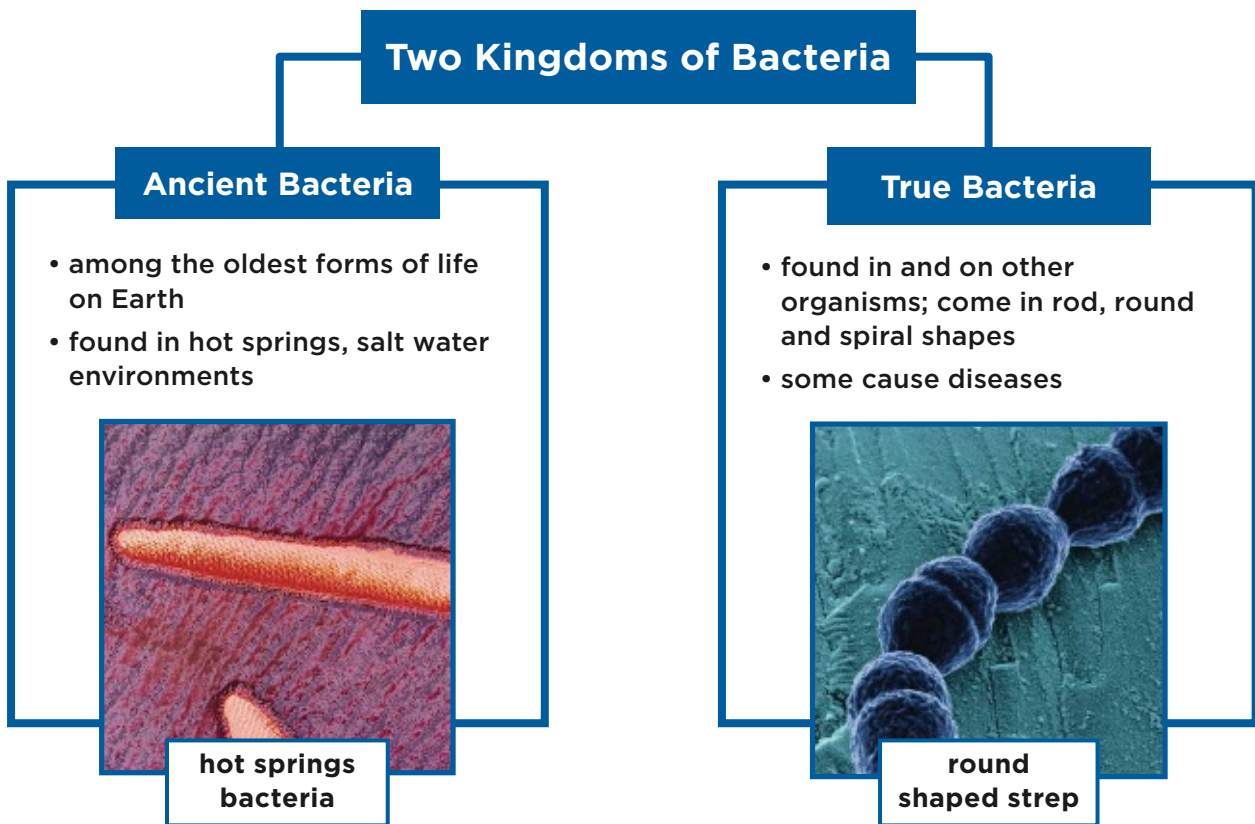 Two Kingdoms of Bacteria
Ancient Bacteria
• among the oldest forms of life
on Earth
• found in hot springs, salt water
environments
hot springs
bacteria
True Bacteria
• found in and on other
organisms; come in rod, round
and spiral shapes
• some cause diseases
round
shaped strep